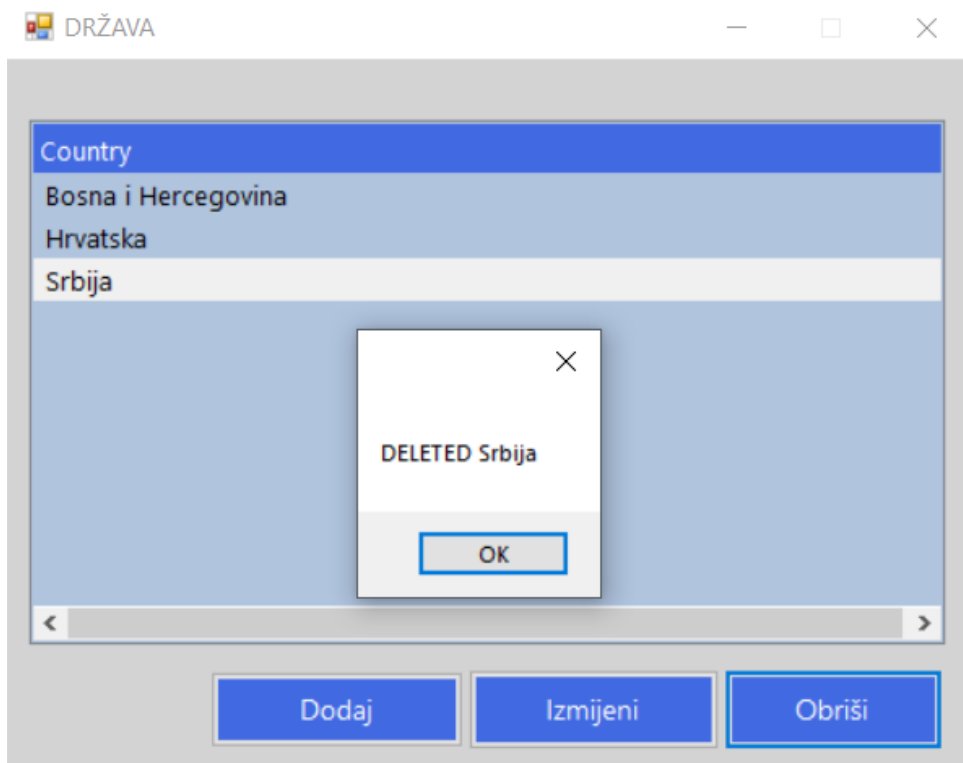 DRŽAVA
Country
Bosna i Hercegovina
Hrvatska
Srbija
DELETED Srbija
OK
Dodaj
Izmijeni
Obriši